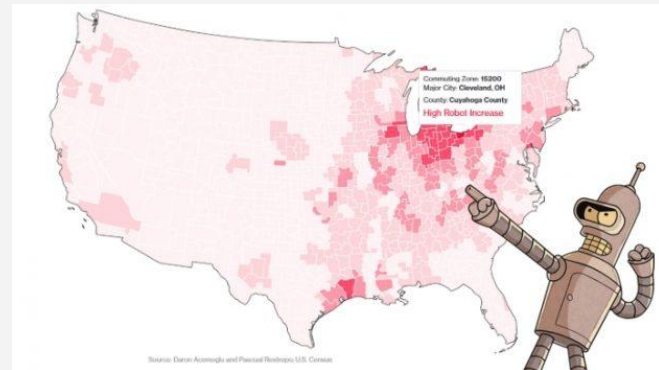 Commuting Zone: 15200
Major City: Cleveland, OH
County: Cuyahoga County
High Robot Increase
Source: Daron Acemoglu and Pascual Restrepo U.S. Census